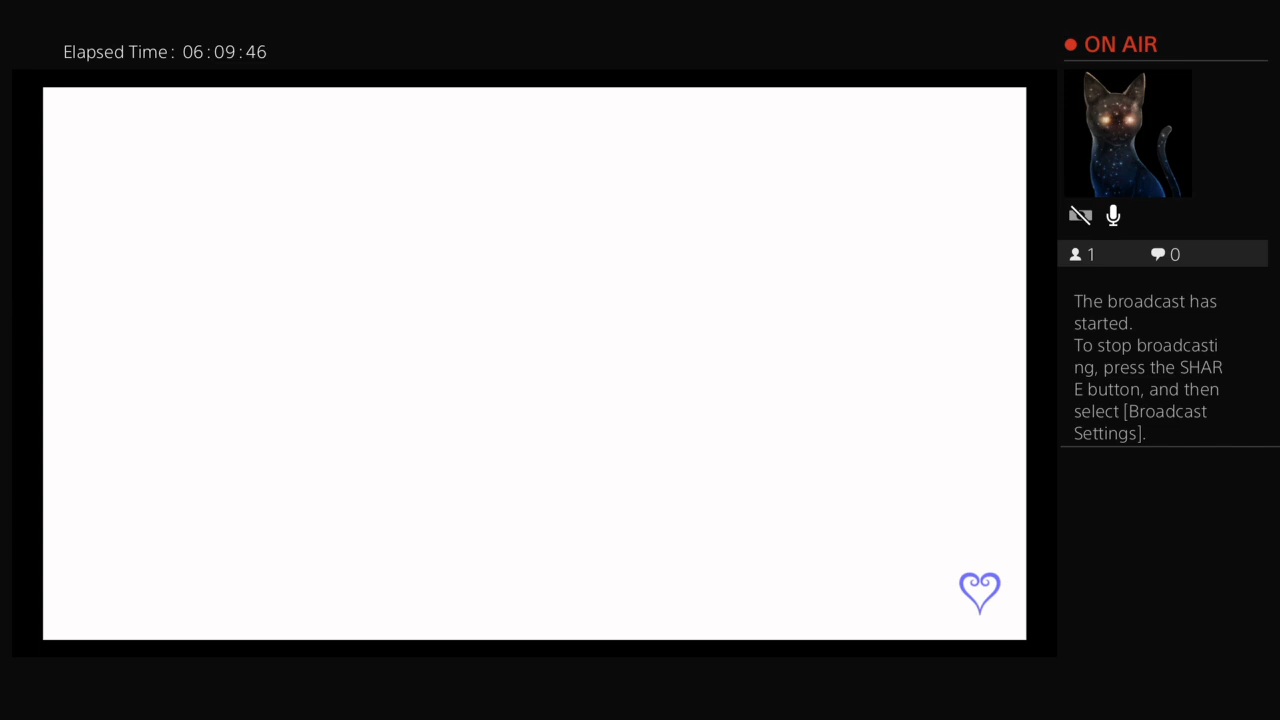 Elapsed Time: 06:09:46
ON AIR
1
0
The broadcast has
started.
To stop broadcasti
ng, press the SHAR
E button, and then
select [Broadcast
Settings].